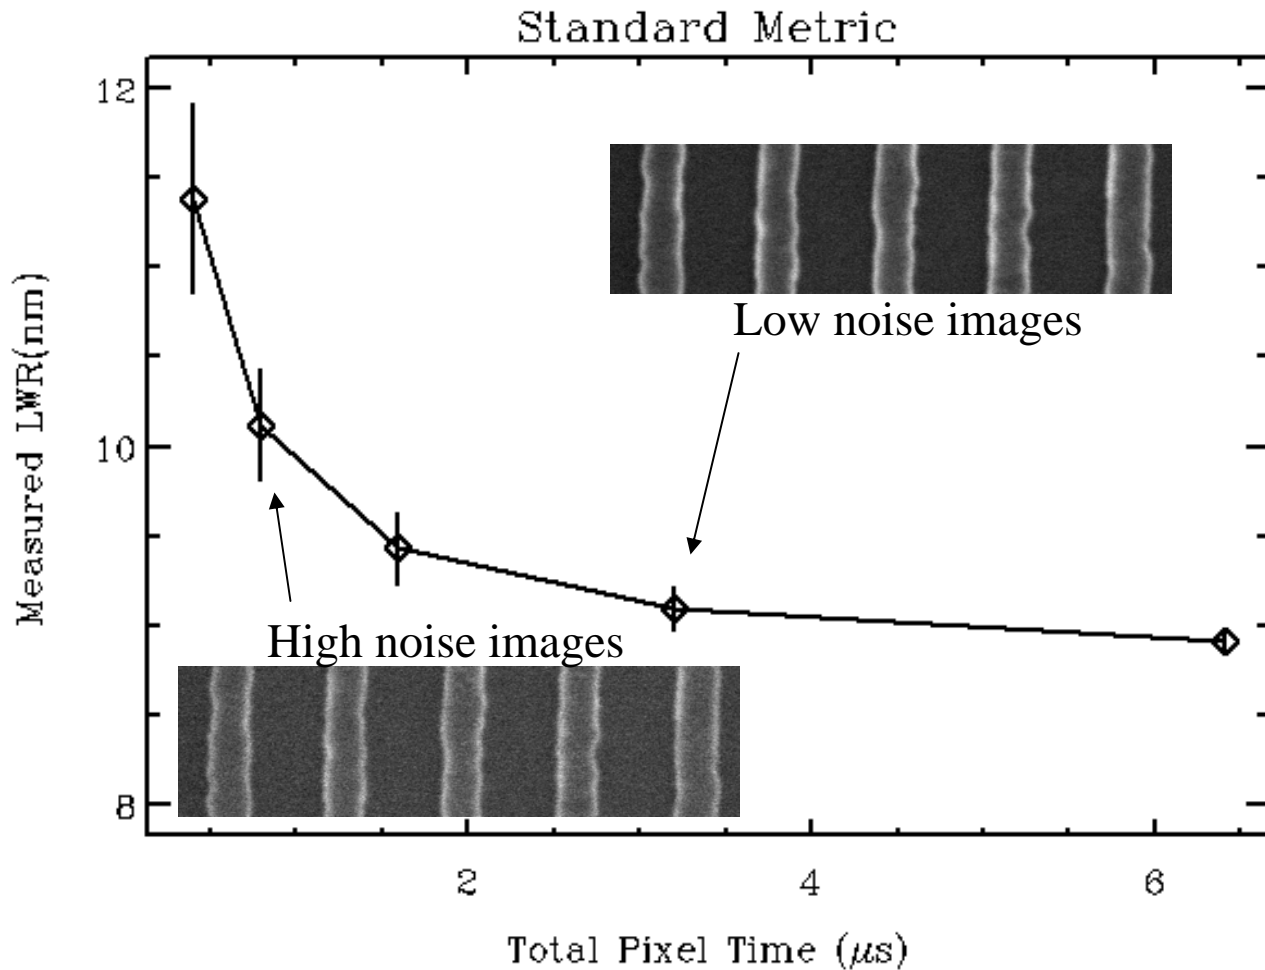 Standard Metric
12
10
8
Measured LWR(nm)
Low noise images
High noise images
2 4 6
Total Pixel Time (μs)